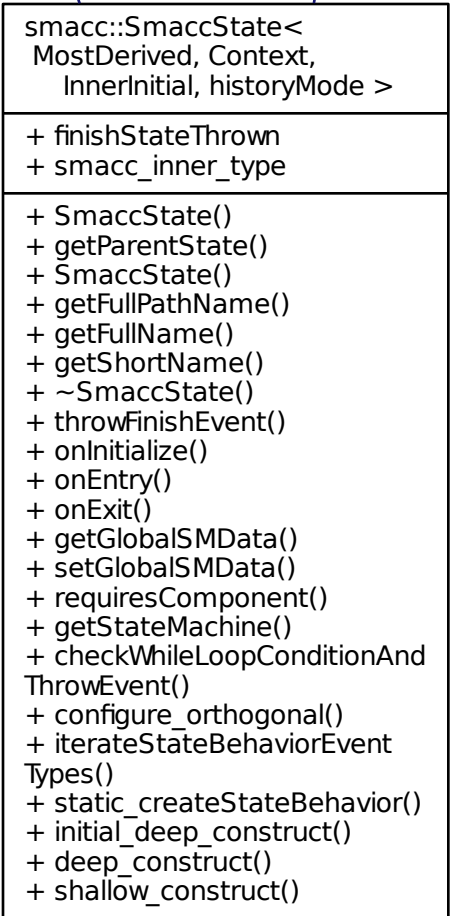 smacc::SmaccState<
MostDerived, Context,
InnerInitial, historyMode >
+ finishStateThrown
+ smacc_inner_type
+ SmaccState()
+ getParentState()
+ SmaccState()
+ getFullPathName()
+ getFullName()
+ getShortName()
+ ~SmaccState()
+ throwFinishEvent()
+ onInitialize()
+ onEntry()
+ onExit()
+ getGlobalSMData()
+ setGlobalSMData()
+ requiresComponent()
+ getStateMachine()
+ checkWhileLoopConditionAnd
ThrowEvent()
+ configure_orthogonal()
+ iterateStateBehaviorEvent
Types()
+ static_createStateBehavior()
+ initial_deep_construct()
+ deep_construct()
+ shallow_construct()